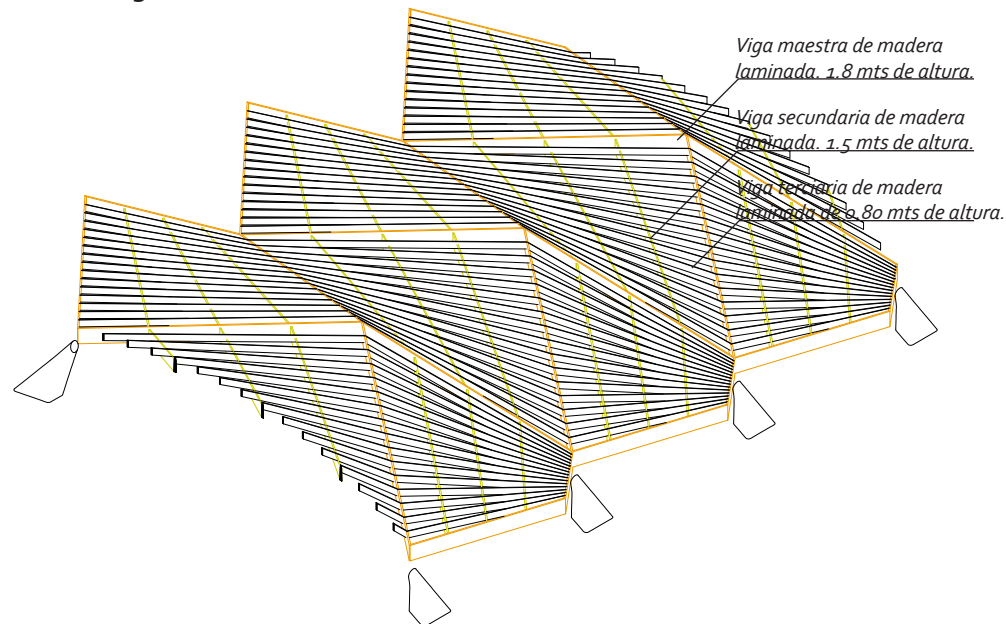 Viga maestra de madera
laminada. 1.8 mts de altura.
Viga secundaria de madera
laminada. 1.5 mts de altura.
Viga terciaria de madera
laminada de 0.80 mts de altura.